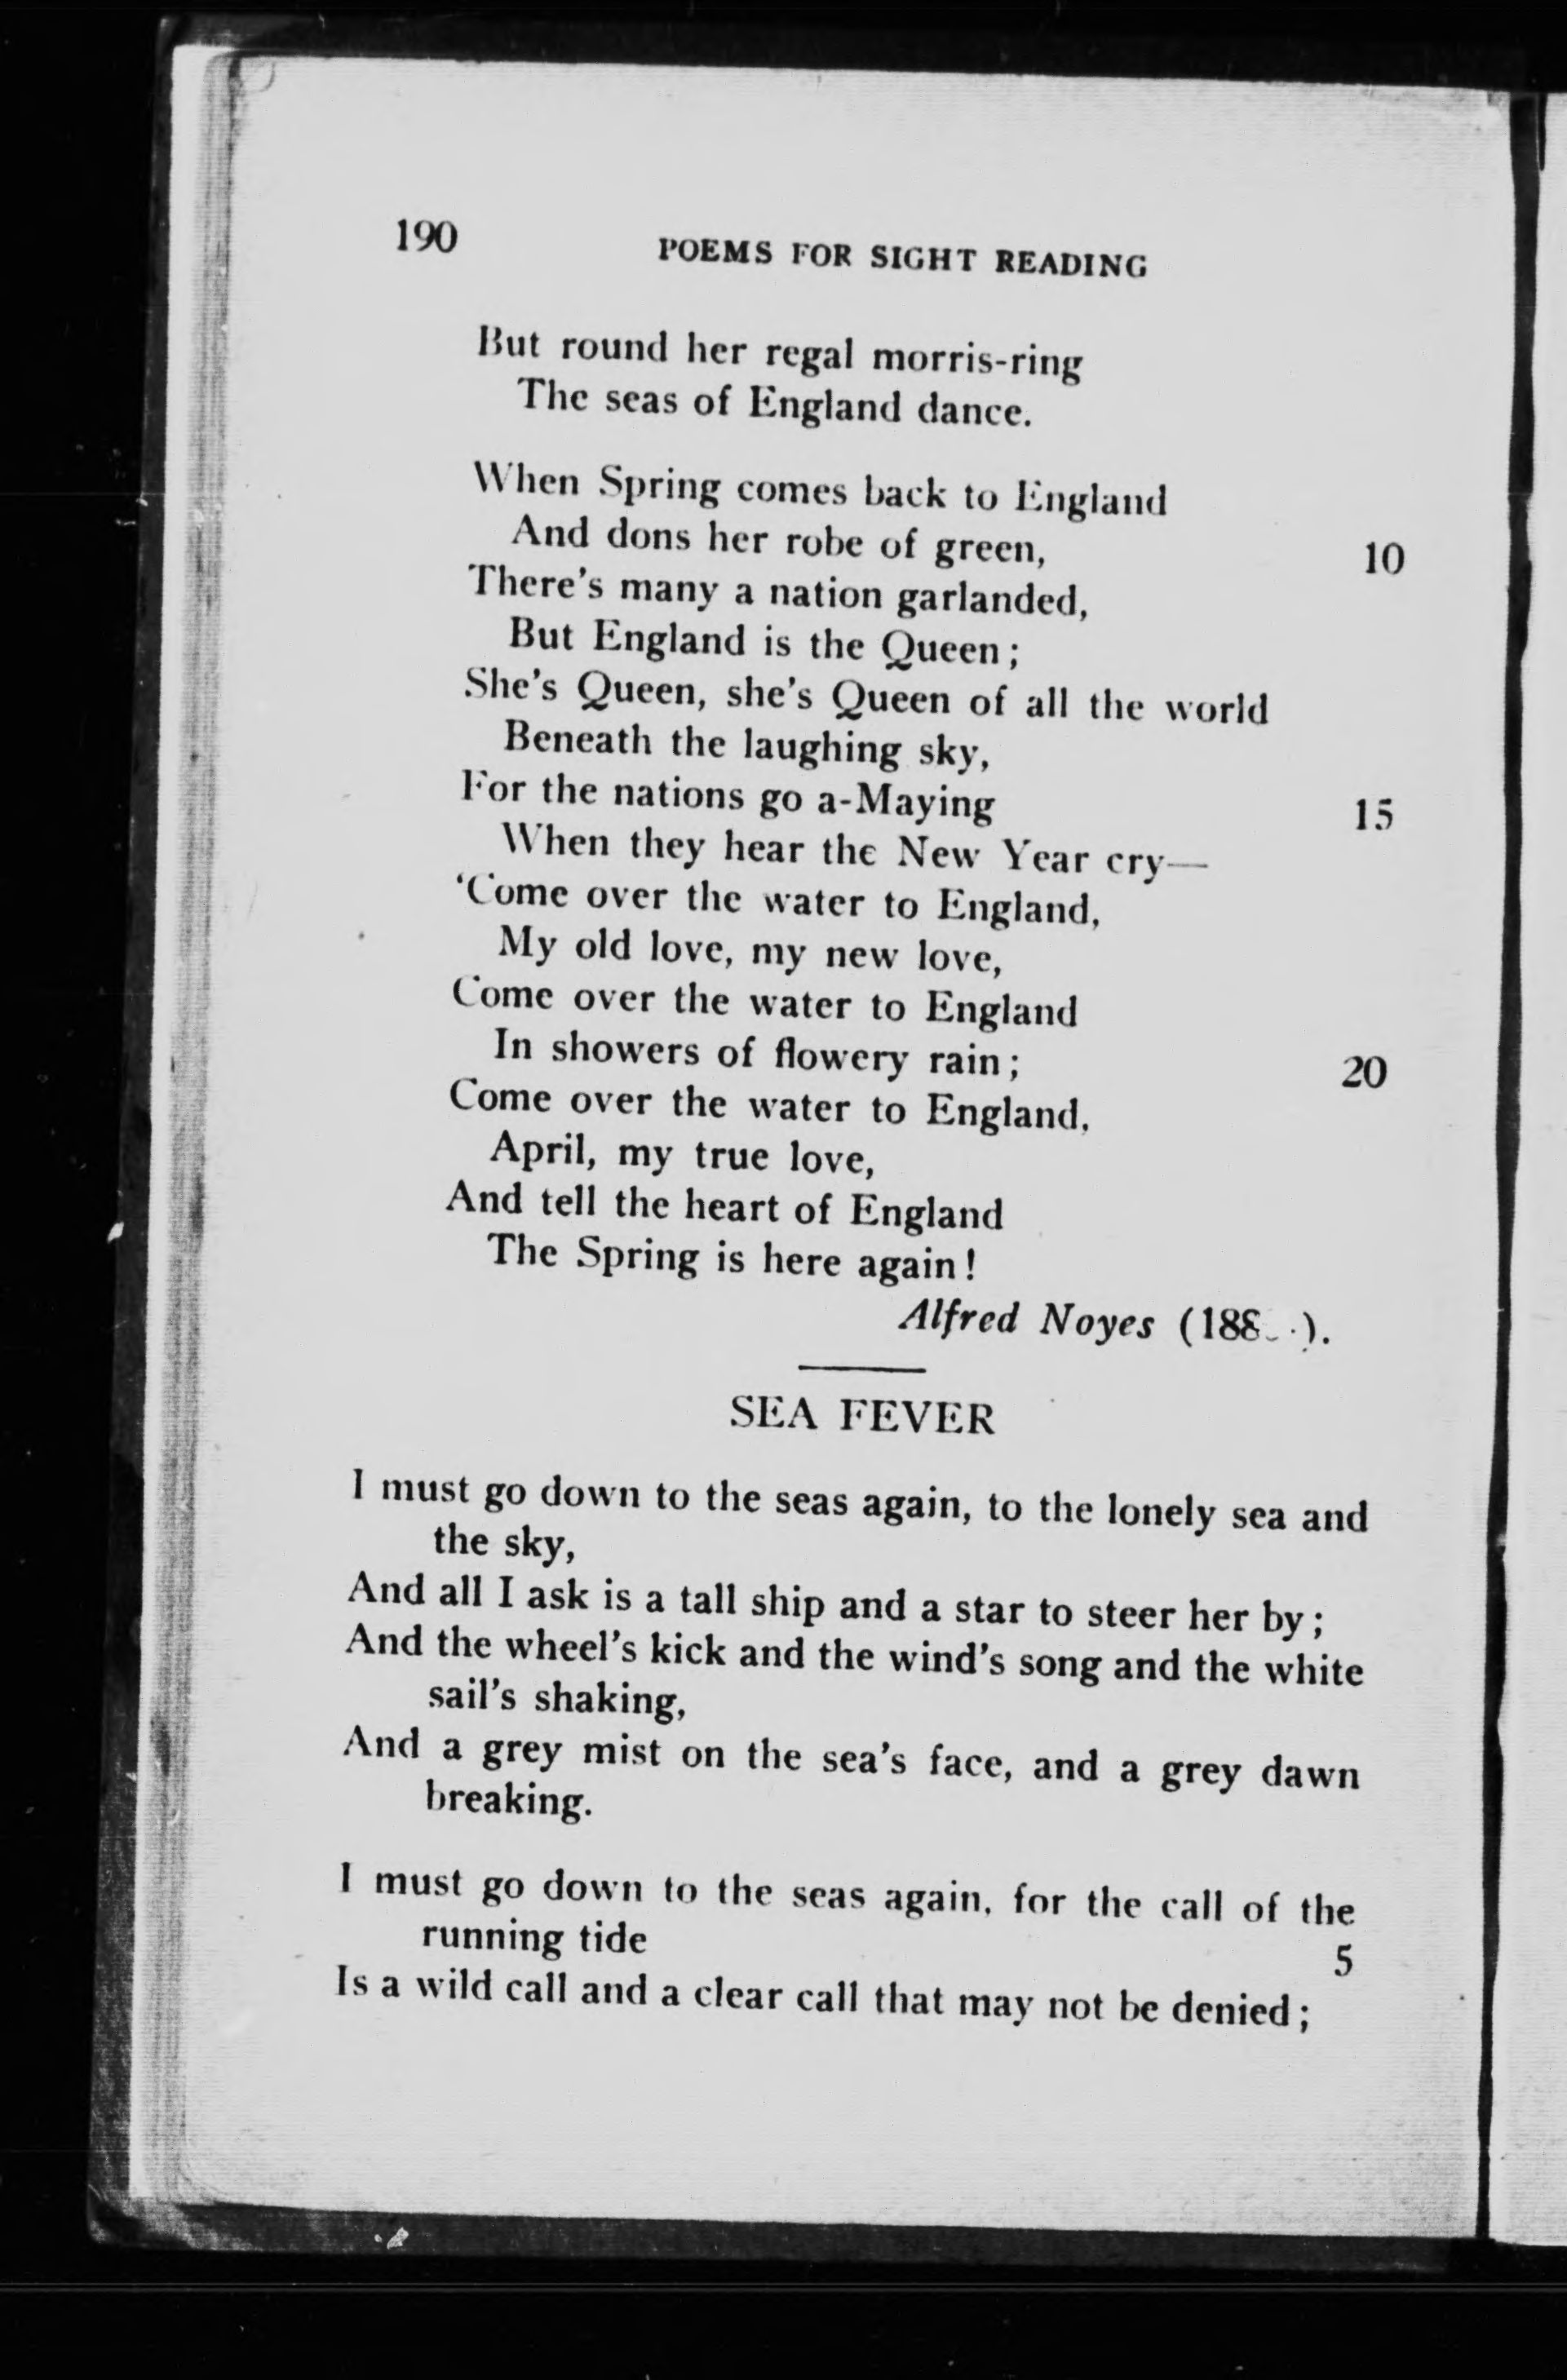 190
POEMS FOR SIGHT READING
But round her regal morris-ring
The seas of England dance.
When Spring comes back to England
And dons her robe of green,
10
There's many a nation garlanded,
But England is the Queen;
She's Queen, she's Queen of all the world
Beneath the laughing sky,
For the nations go a-Maying
15
When they hear the New Year cry—
'Come over the water to England,
My old love, my new love,
Come over the water to England
In showers of flowery rain;
20
Come over the water to England,
April, my true love,
And tell the heart of England
The Spring is here again!
Alfred Noyes
SEA FEVER
I must go down to the seas again, to the lonely sea and
the sky,
And all I ask is a tall ship and a star to steer her by;
And the wheel's kick and the wind's song and the white
sail's shaking,
And a grey mist on the sea's face, and a grey dawn
breaking.
I must go down to the seas again, for the call of the
running tide
5
Is a wild call and a clear call that may not be denied;